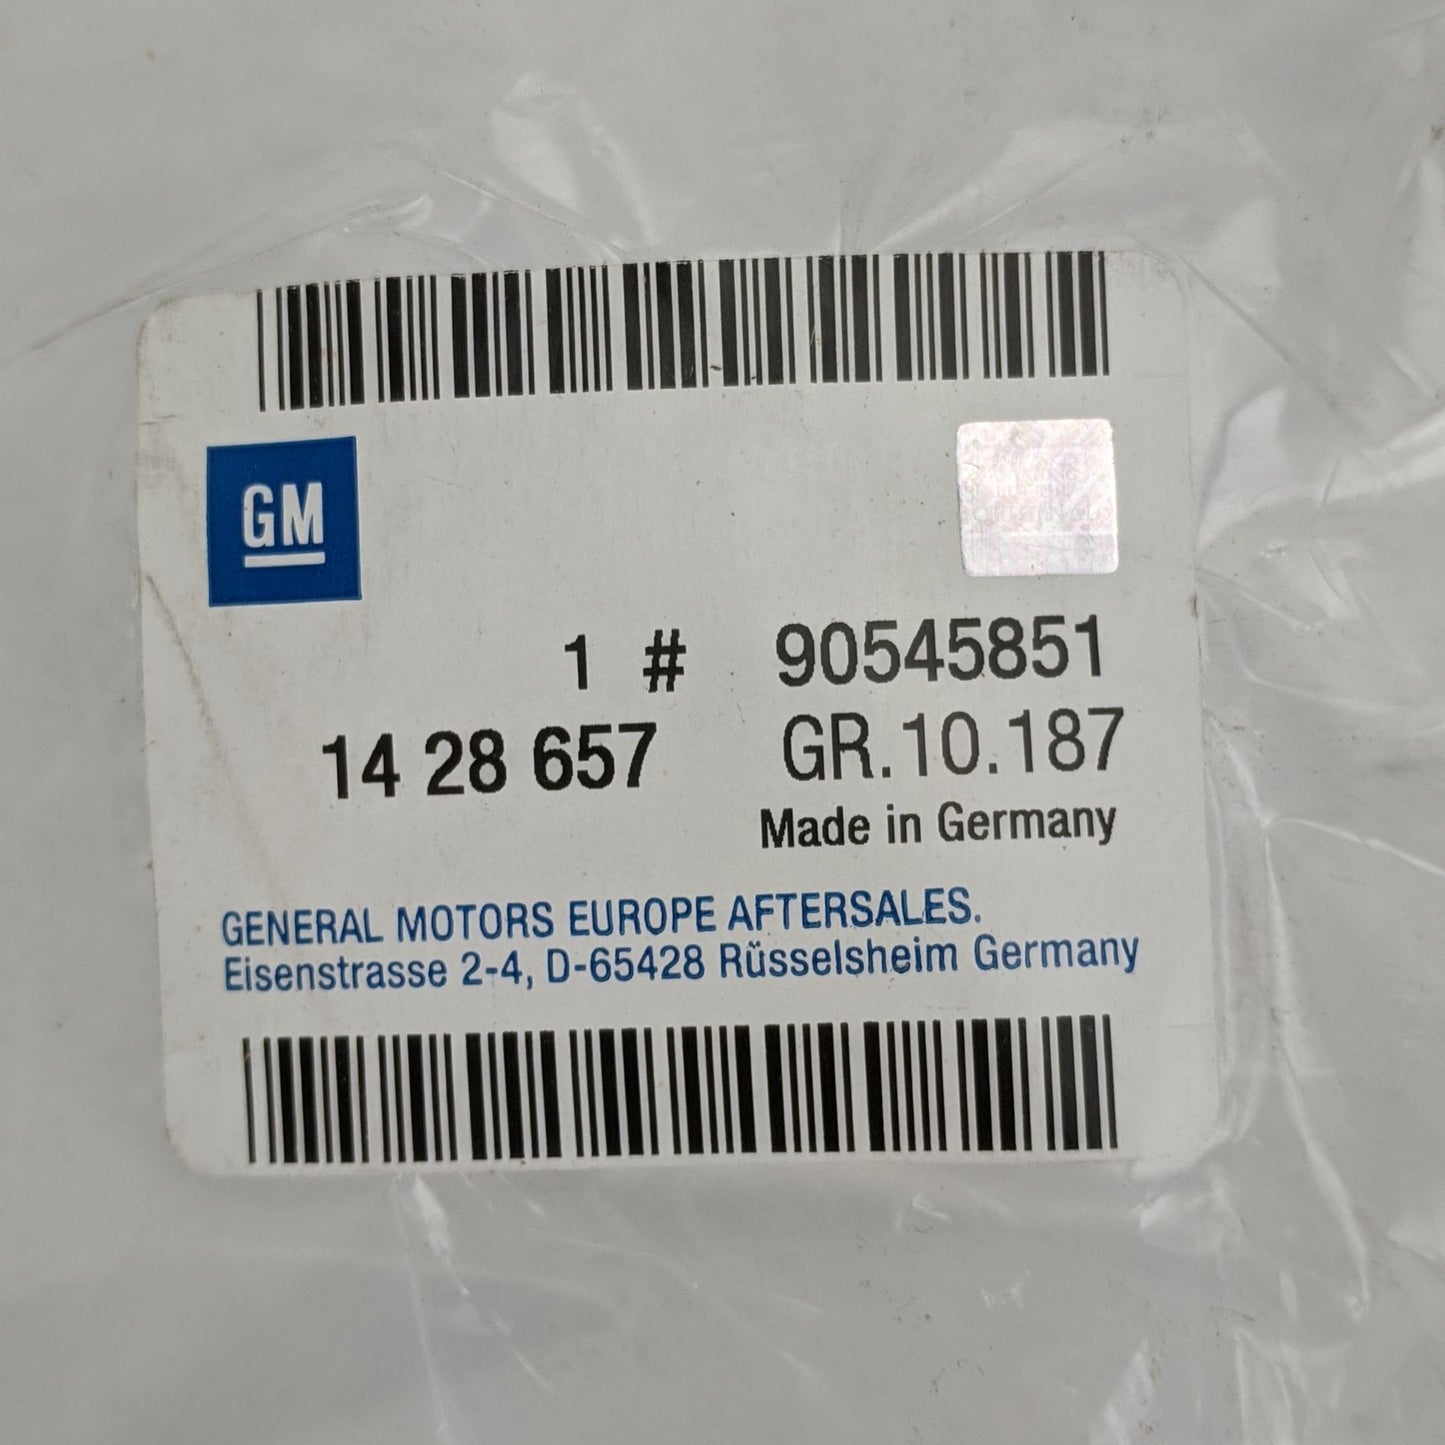 GM
ORIGINAL
1 # 90545851
14 28 657 GR.10.187
Made in Germany
GENERAL MOTORS EUROPE AFTERSALES.
Eisenstrasse 2-4, D-65428 Rüsselsheim Germany